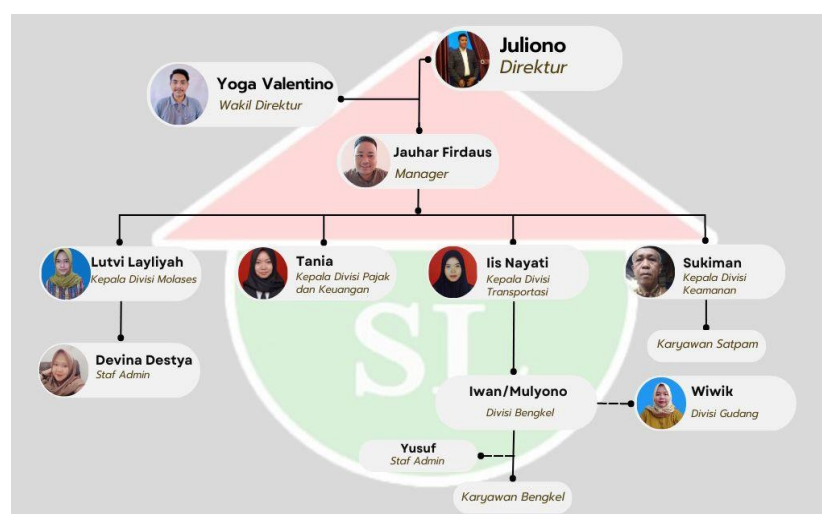 Juliono
Direktur
Yoga Valentino
Wakil Direktur
Jauhar Firdaus
Manager
Lutvi Layliyah
Kepala Divisi Molases
Tania
Kepala Divisi Pajak
dan Keuangan
Iis Nayati
Kepala Divisi
Transportasi
Sukiman
Kepala Divisi
Keamanan
Karyawan Satpam
Devina Destya
Staf Admin
Iwan/Mulyono
Divisi Bengkel
Wiwik
Divisi Gudang
Yusuf
Staf Admin
Karyawan Bengkel
SL